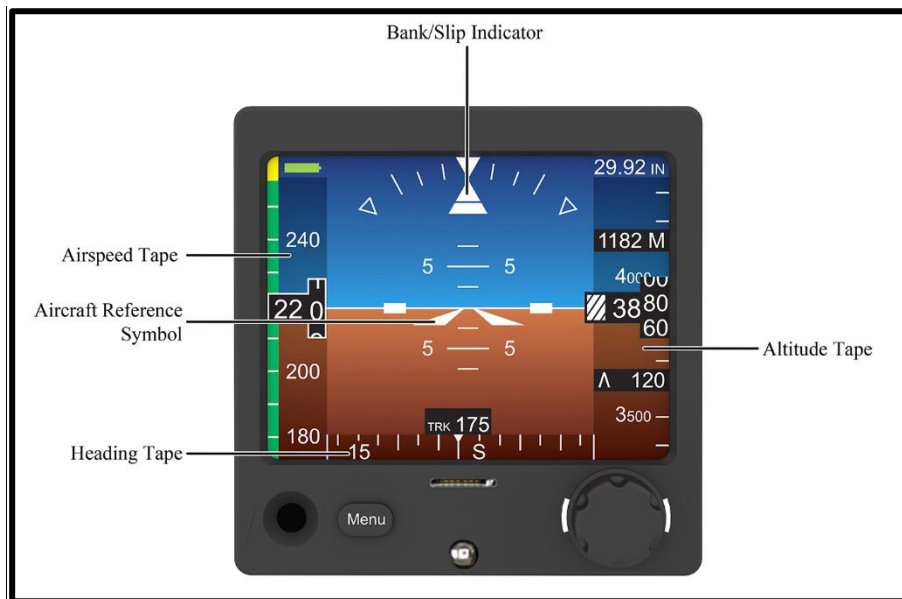 Bank/Slip Indicator
29.92 IN
240
1182 M
Airspeed Tape
5 5
4000
00
22 0
38 80
60
Aircraft Reference
Symbol
5 5
Altitude Tape
200
Λ 120
3500
TRK 175
180
15 S
Heading Tape
Menu